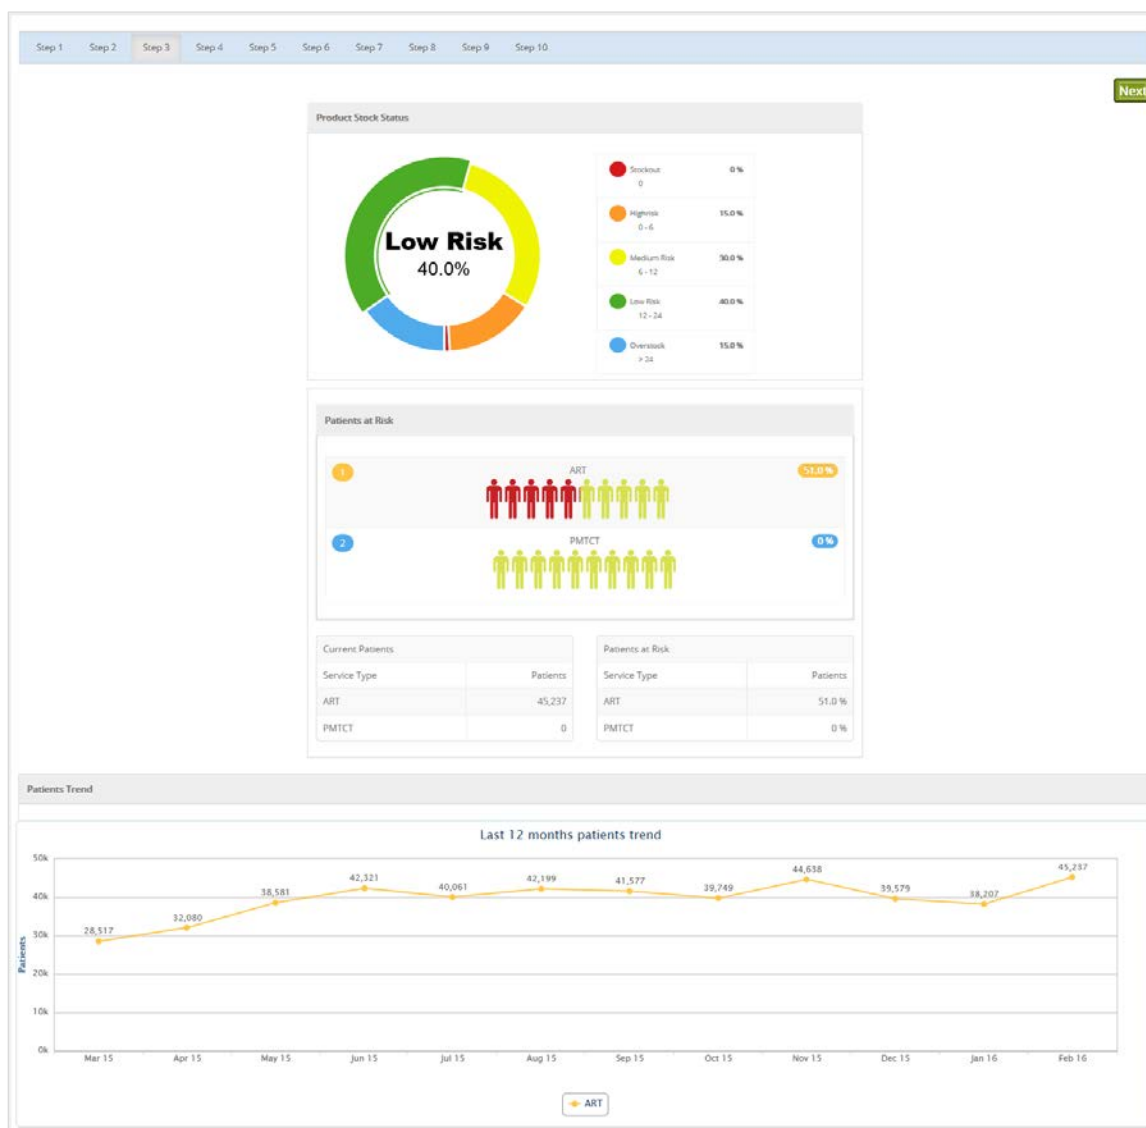 Step 1 Step 2 Step 3 Step 4 Step 5 Step 6 Step 7 Step 8 Step 9 Step 10
Next
Product Stock Status
Low Risk
40.0%
Stockout 0 %
0
Highrisk 15.0 %
0 - 6
Medium Risk 30.0 %
6 - 12
Low Risk 40.0 %
12 - 24
Overstock 15.0 %
> 24
Patients at Risk
1 ART 51.0 %
2 PMTCT 0 %
Current Patients
Service Type Patients
ART 45,237
PMTCT 0
Patients at Risk
Service Type Patients
ART 51.0 %
PMTCT 0 %
Patients Trend
Last 12 months patients trend
Patients
50k
40k
30k
20k
10k
0k
28,517 32,080 38,581 42,321 40,061 42,199 41,577 39,749 44,638 39,579 38,207 45,237
Mar 15 Apr 15 May 15 Jun 15 Jul 15 Aug 15 Sep 15 Oct 15 Nov 15 Dec 15 Jan 16 Feb 16
ART